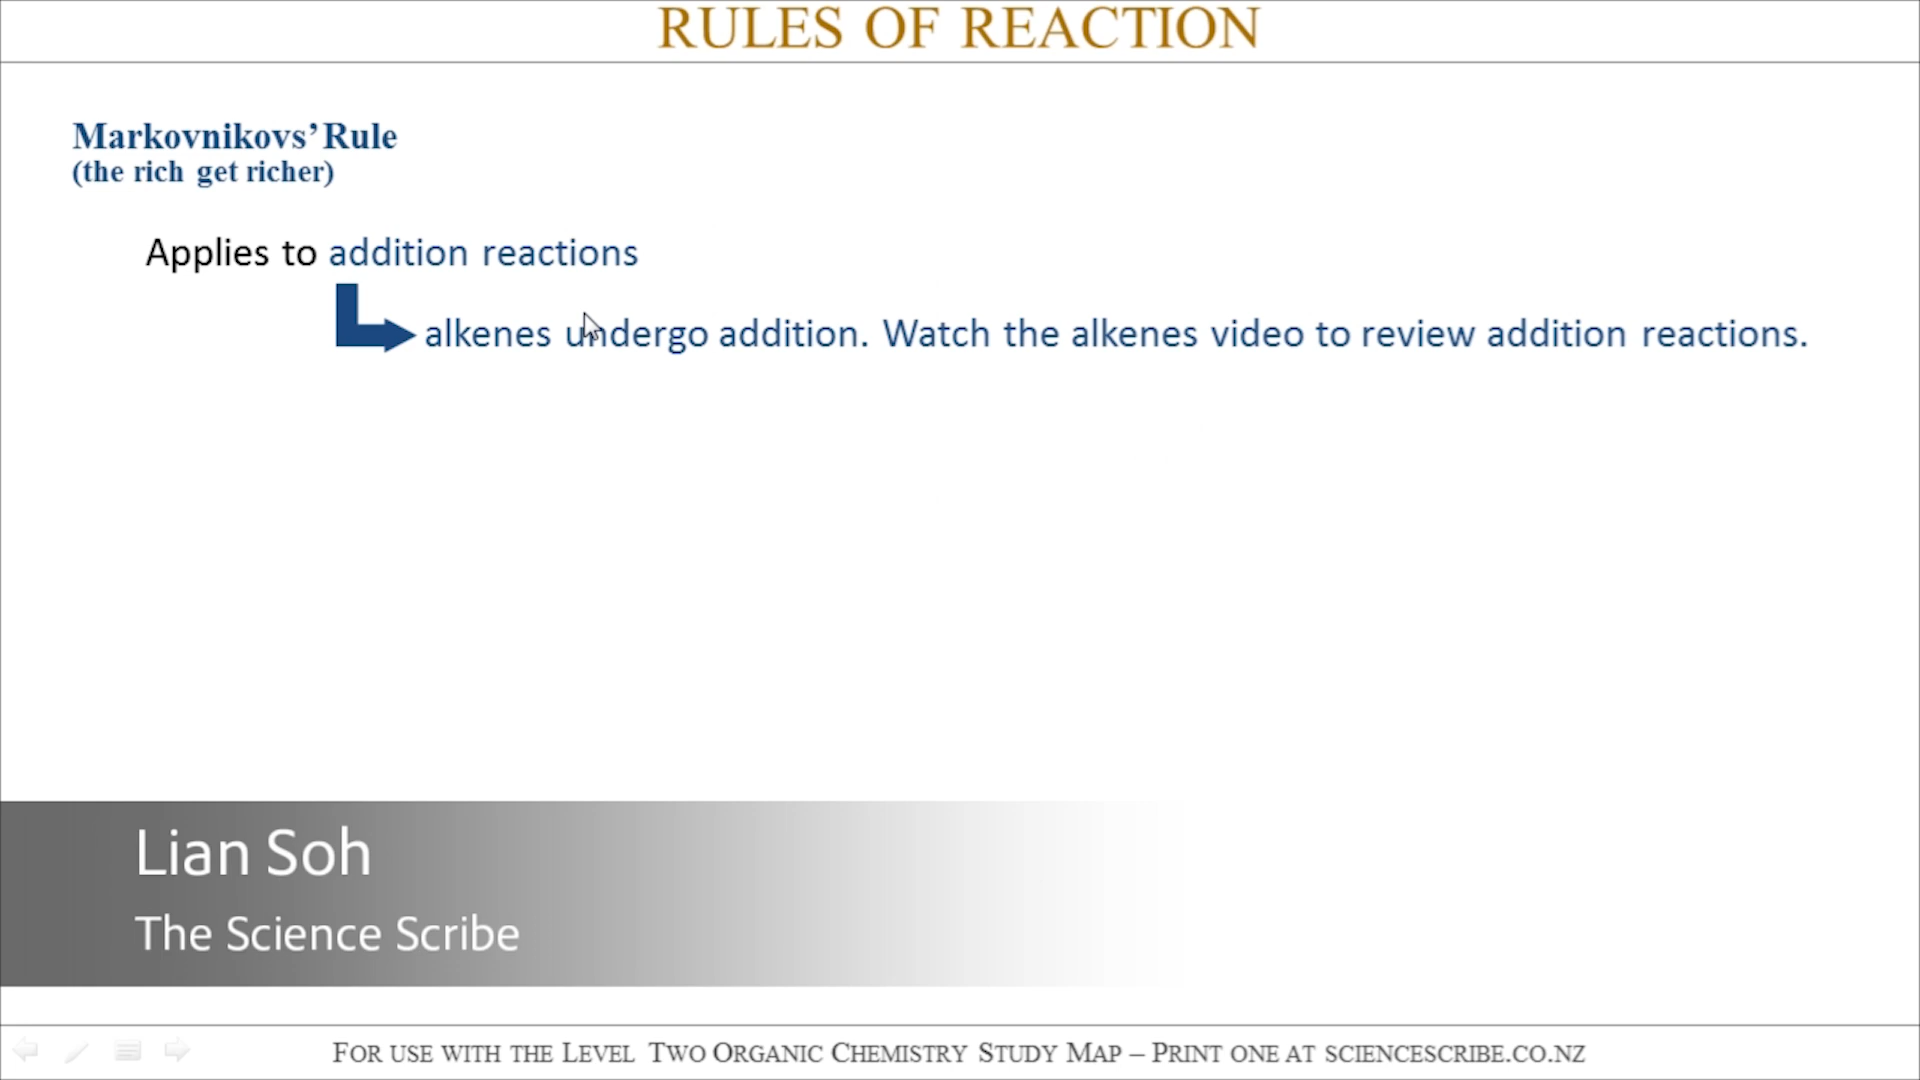 RULES OF REACTION
Markovnikovs’ Rule
(the rich get richer)
Applies to addition reactions
alkenes undergo addition. Watch the alkenes video to review addition reactions.
Lian Soh
The Science Scribe
FOR USE WITH THE LEVEL TWO ORGANIC CHEMISTRY STUDY MAP – PRINT ONE AT SCIENCESCRIBE.CO.NZ